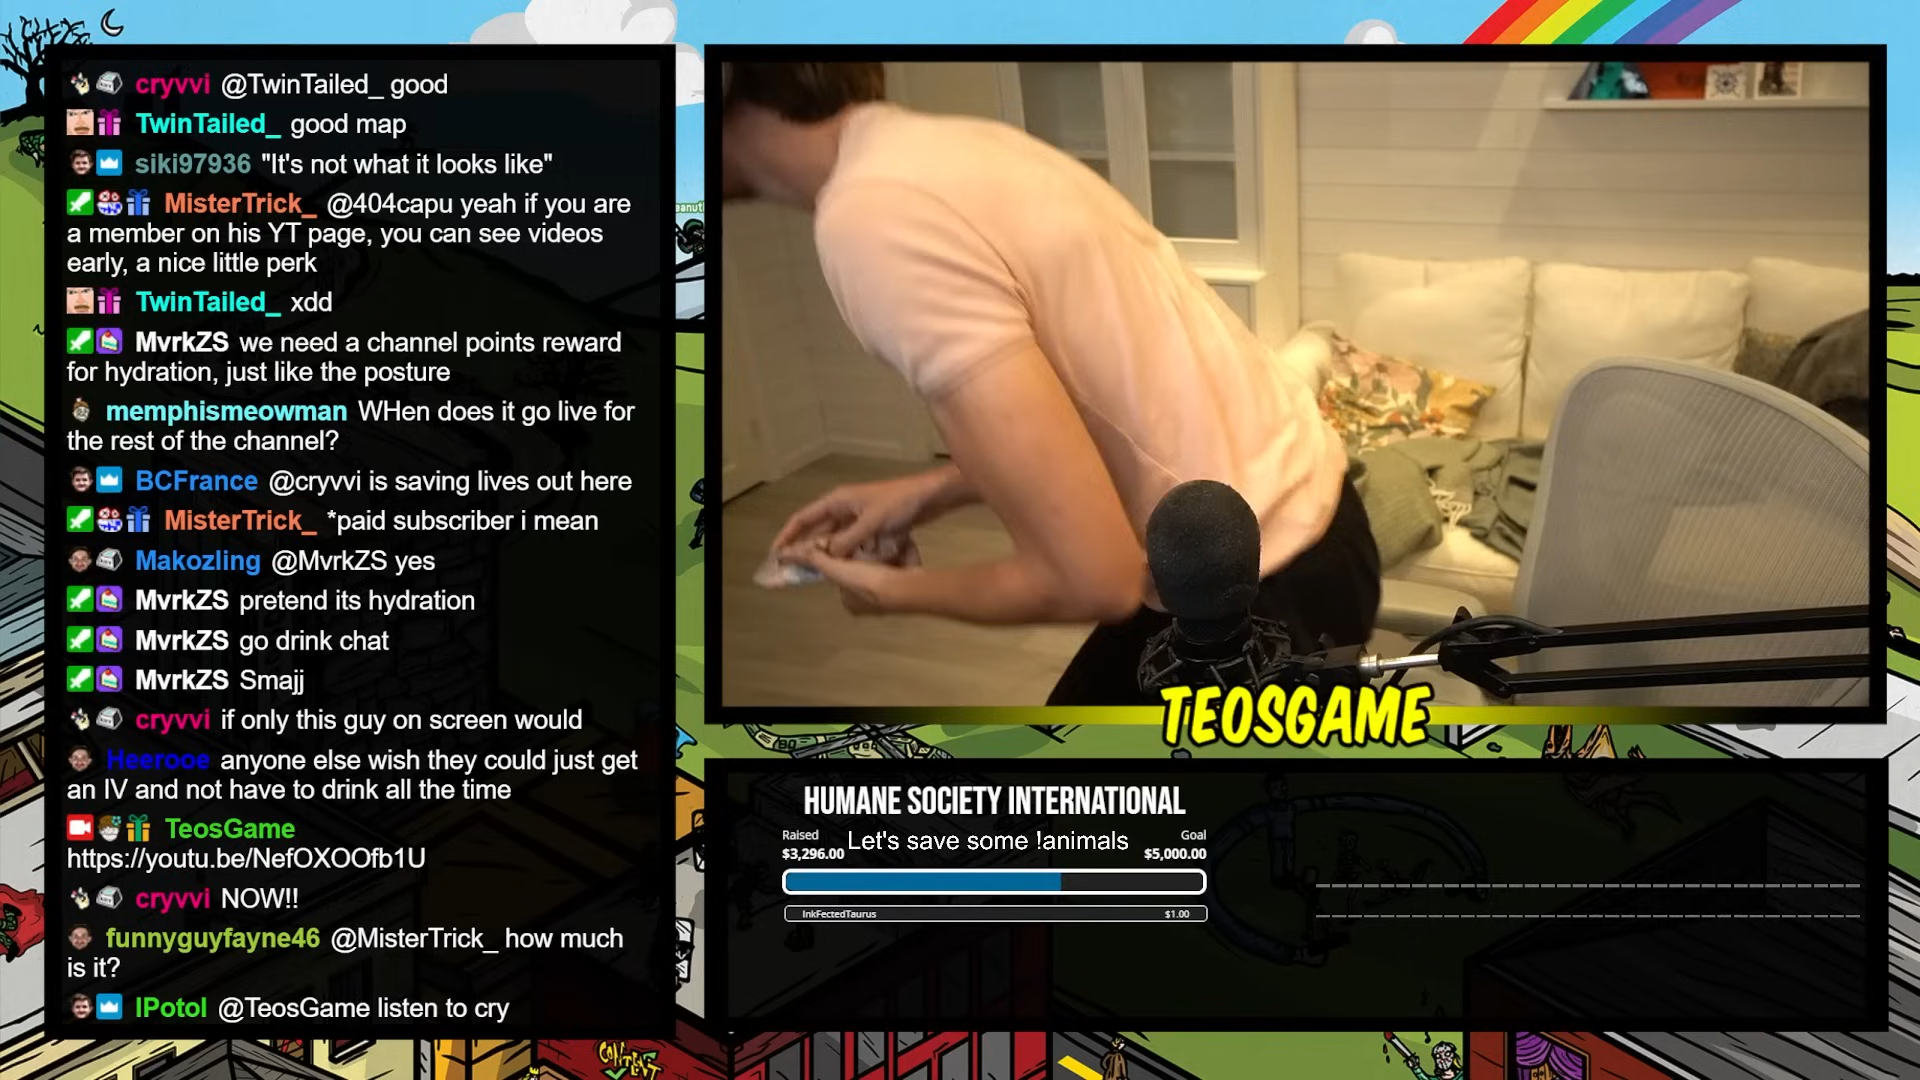 cryvvi @TwinTailed_ good
TwinTailed_ good map
siki97936 "It's not what it looks like"
MisterTrick_ @404capu yeah if you are
a member on his YT page, you can see videos
early, a nice little perk
TwinTailed_ xdd
MvrkZS we need a channel points reward
for hydration, just like the posture
memphismeowman WHen does it go live for
the rest of the channel?
BCFrance @cryvvi is saving lives out here
MisterTrick_ *paid subscriber i mean
Makozling @MvrkZS yes
MvrkZS pretend its hydration
MvrkZS go drink chat
MvrkZS Smajj
cryvvi if only this guy on screen would
Heerooe anyone else wish they could just get
an IV and not have to drink all the time
TeosGame
https://youtu.be/NefOXOOfb1U
cryvvi NOW!!
funnyguyfayne46 @MisterTrick_ how much
is it?
IPotol @TeosGame listen to cry
TEOSGAME
HUMANE SOCIETY INTERNATIONAL
Raised Let's save some !animals Goal
$3,296.00 $5,000.00
InkFectedTaurus $1.00
CONTENT